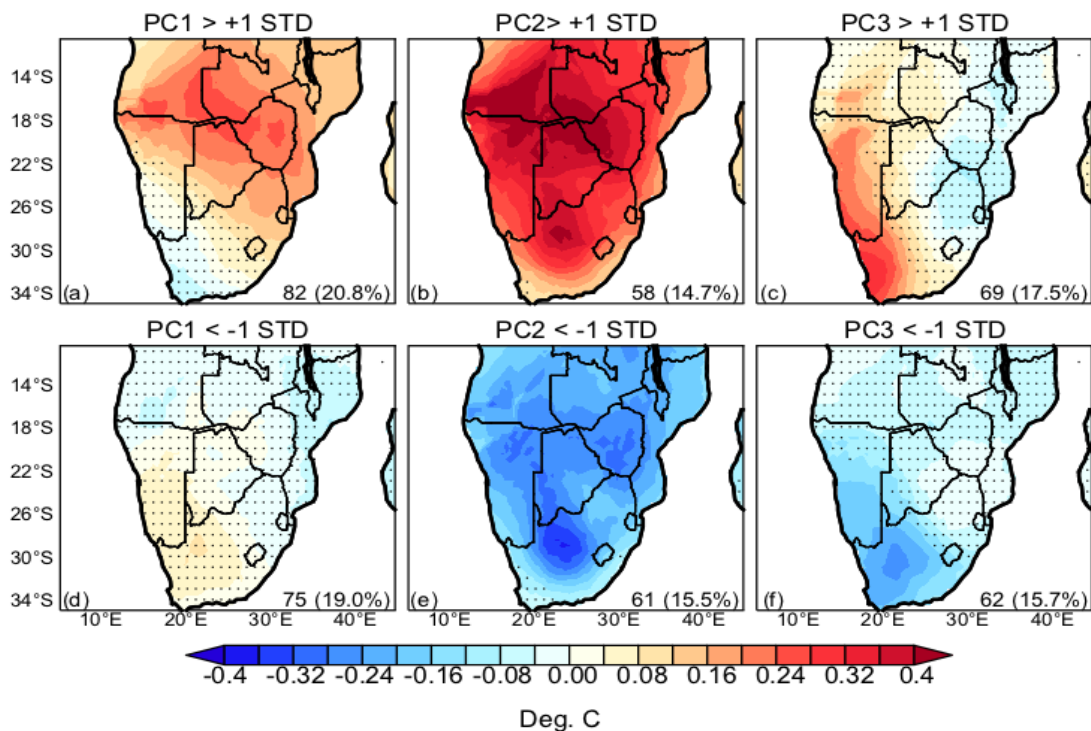 PC1 > +1 STD PC2> +1 STD PC3 > +1 STD
14°S
18°S
22°S
26°S
30°S
34°S
(a) 82 (20.8%) (b) 58 (14.7%) (c) 69 (17.5%)
PC1 < -1 STD PC2 < -1 STD PC3 < -1 STD
14°S
18°S
22°S
26°S
30°S
34°S
(d) 75 (19.0%) (e) 61 (15.5%) (f) 62 (15.7%)
10°E 20°E 30°E 40°E 10°E 20°E 30°E 40°E 10°E 20°E 30°E 40°E
-0.4 -0.32 -0.24 -0.16 -0.08 0.00 0.08 0.16 0.24 0.32 0.4
Deg. C